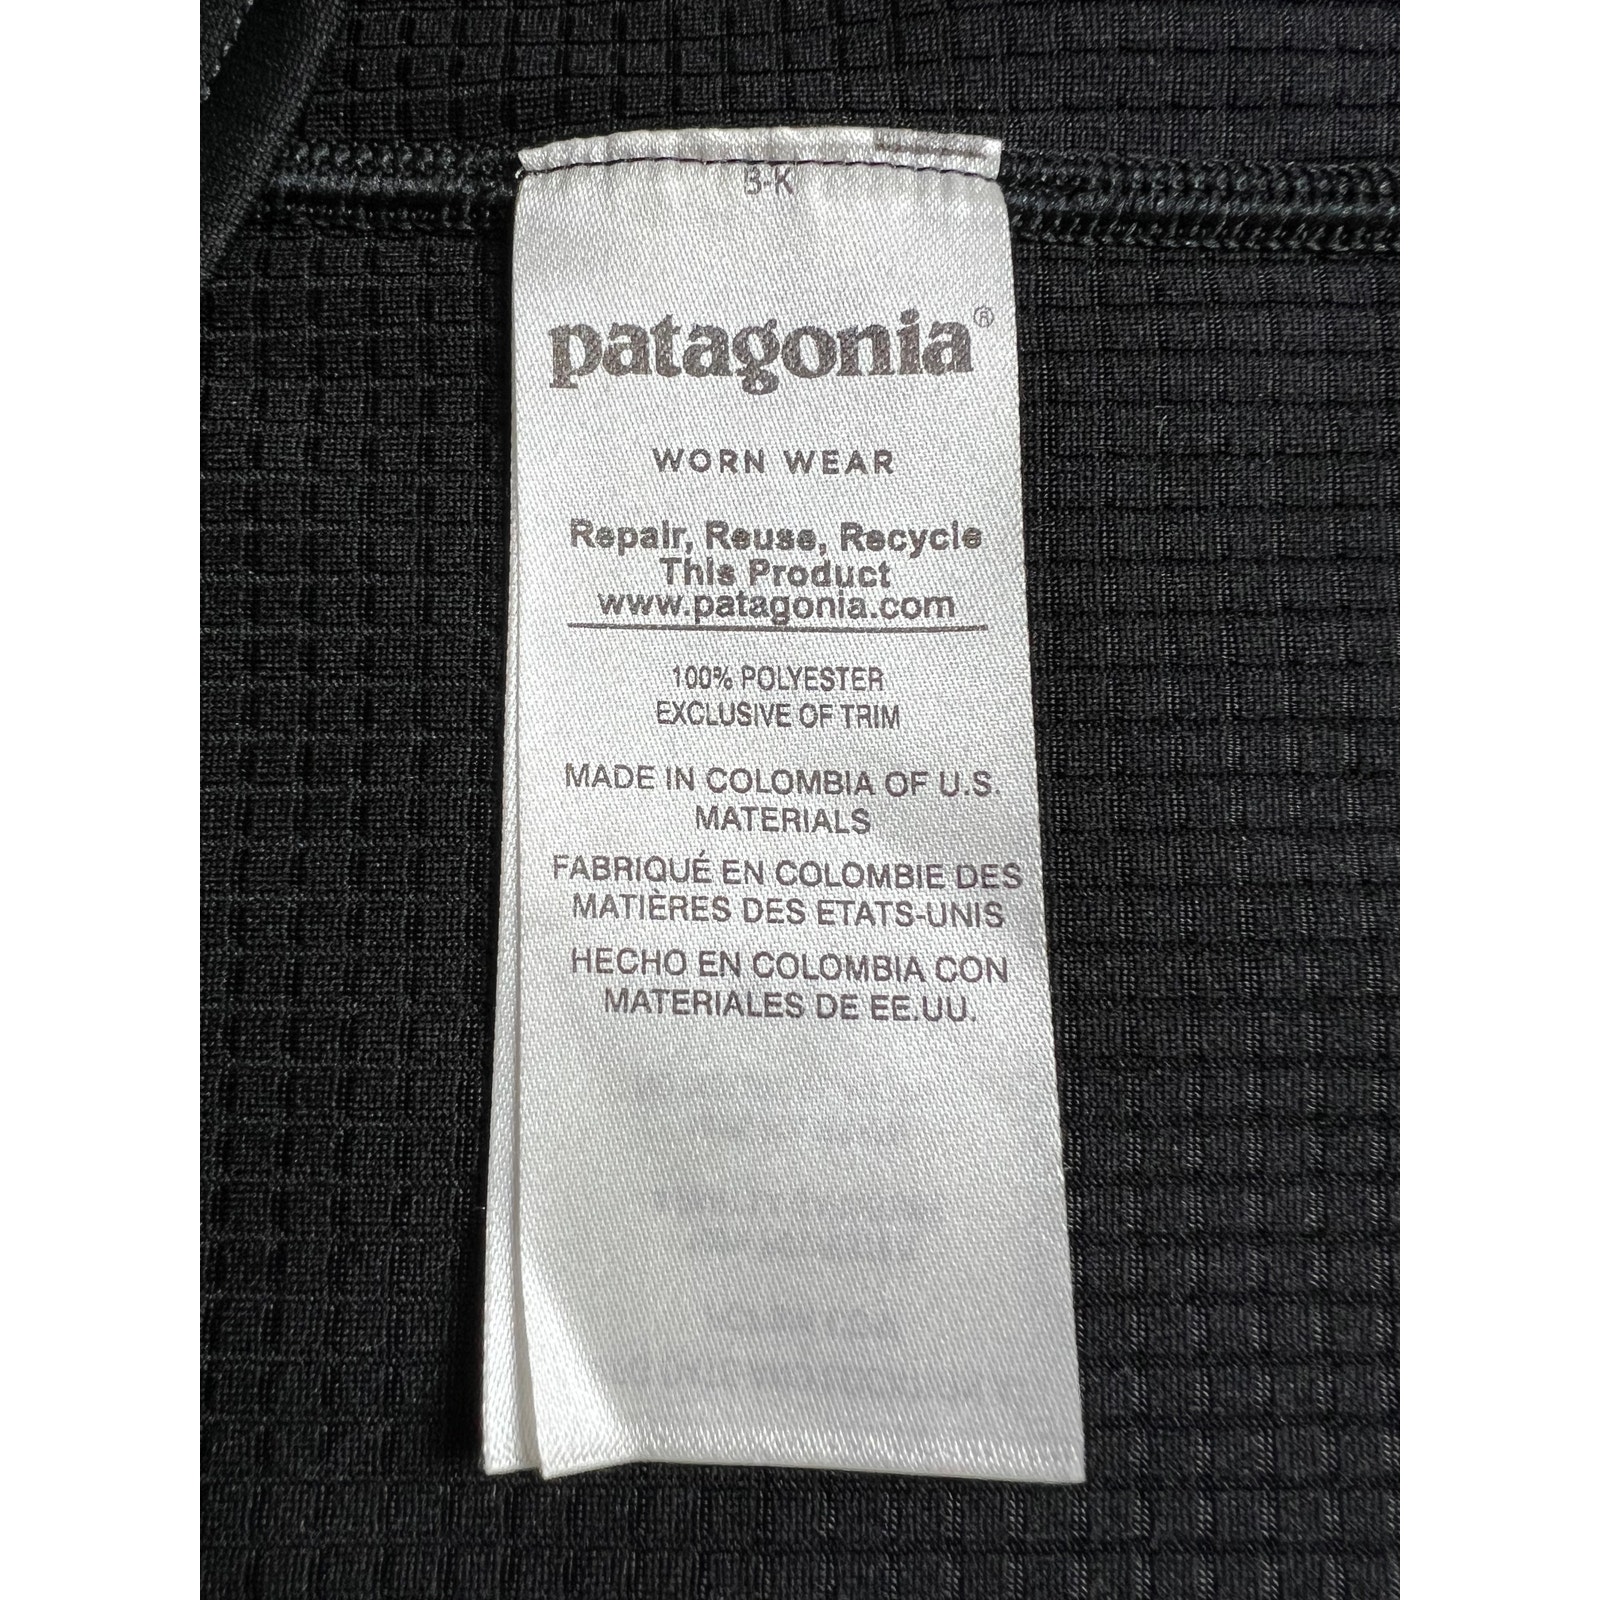 B-K
patagonia®
WORN WEAR
Repair, Reuse, Recycle
This Product
www.patagonia.com
100% POLYESTER
EXCLUSIVE OF TRIM
MADE IN COLOMBIA OF U.S.
MATERIALS
FABRIQUÉ EN COLOMBIE DES
MATIÈRES DES ETATS-UNIS
HECHO EN COLOMBIA CON
MATERIALES DE EE.UU.